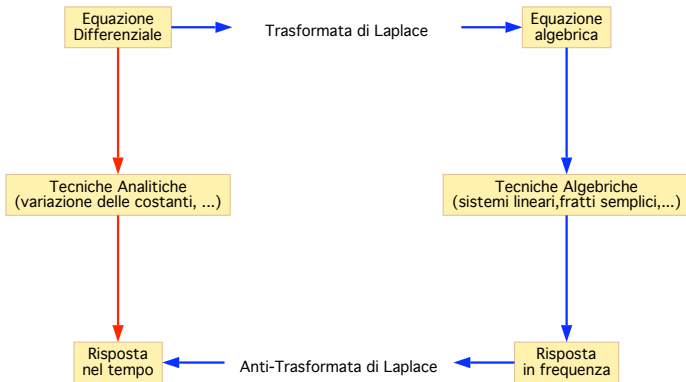 Equazione
Differenziale
Trasformata di Laplace
Equazione
algebrica
Tecniche Analitiche
(variazione delle costanti, ...)
Tecniche Algebriche
(sistemi lineari,fratti semplici,...)
Risposta
nel tempo
Anti-Trasformata di Laplace
Risposta
in frequenza